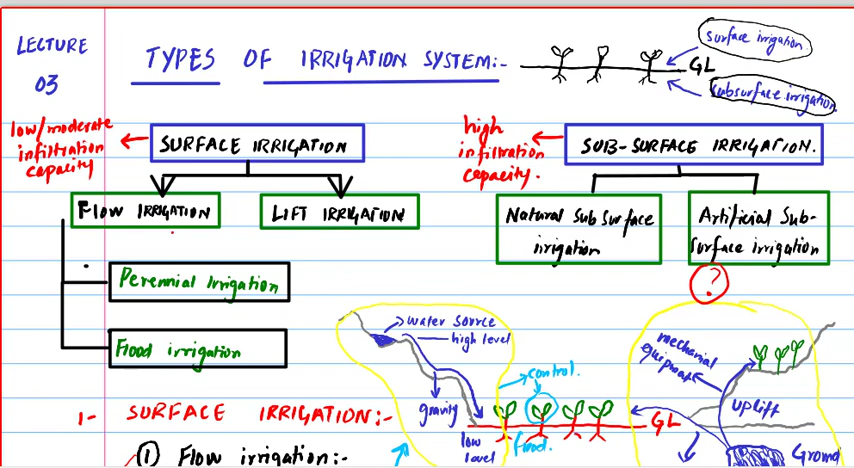 LECTURE
03
TYPES OF IRRIGATION SYSTEM:-
surface irrigation
GL
subsurface irrigation
low/moderate
infiltration
capacity
SURFACE IRRIGATION
high
infiltration
capacity.
SUB-SURFACE IRRIGATION.
FLOW IRRIGATION
LIFT IRRIGATION
Natural Sub Surface
irrigation
Artificial Sub-
Surface irrigation
?
Perennial Irrigation
Flood irrigation
water source
high level
gravity
low
level
control.
flood.
GL
mechanial
equipment
uplift
Ground
1- SURFACE IRRIGATION:-
① Flow irrigation:-